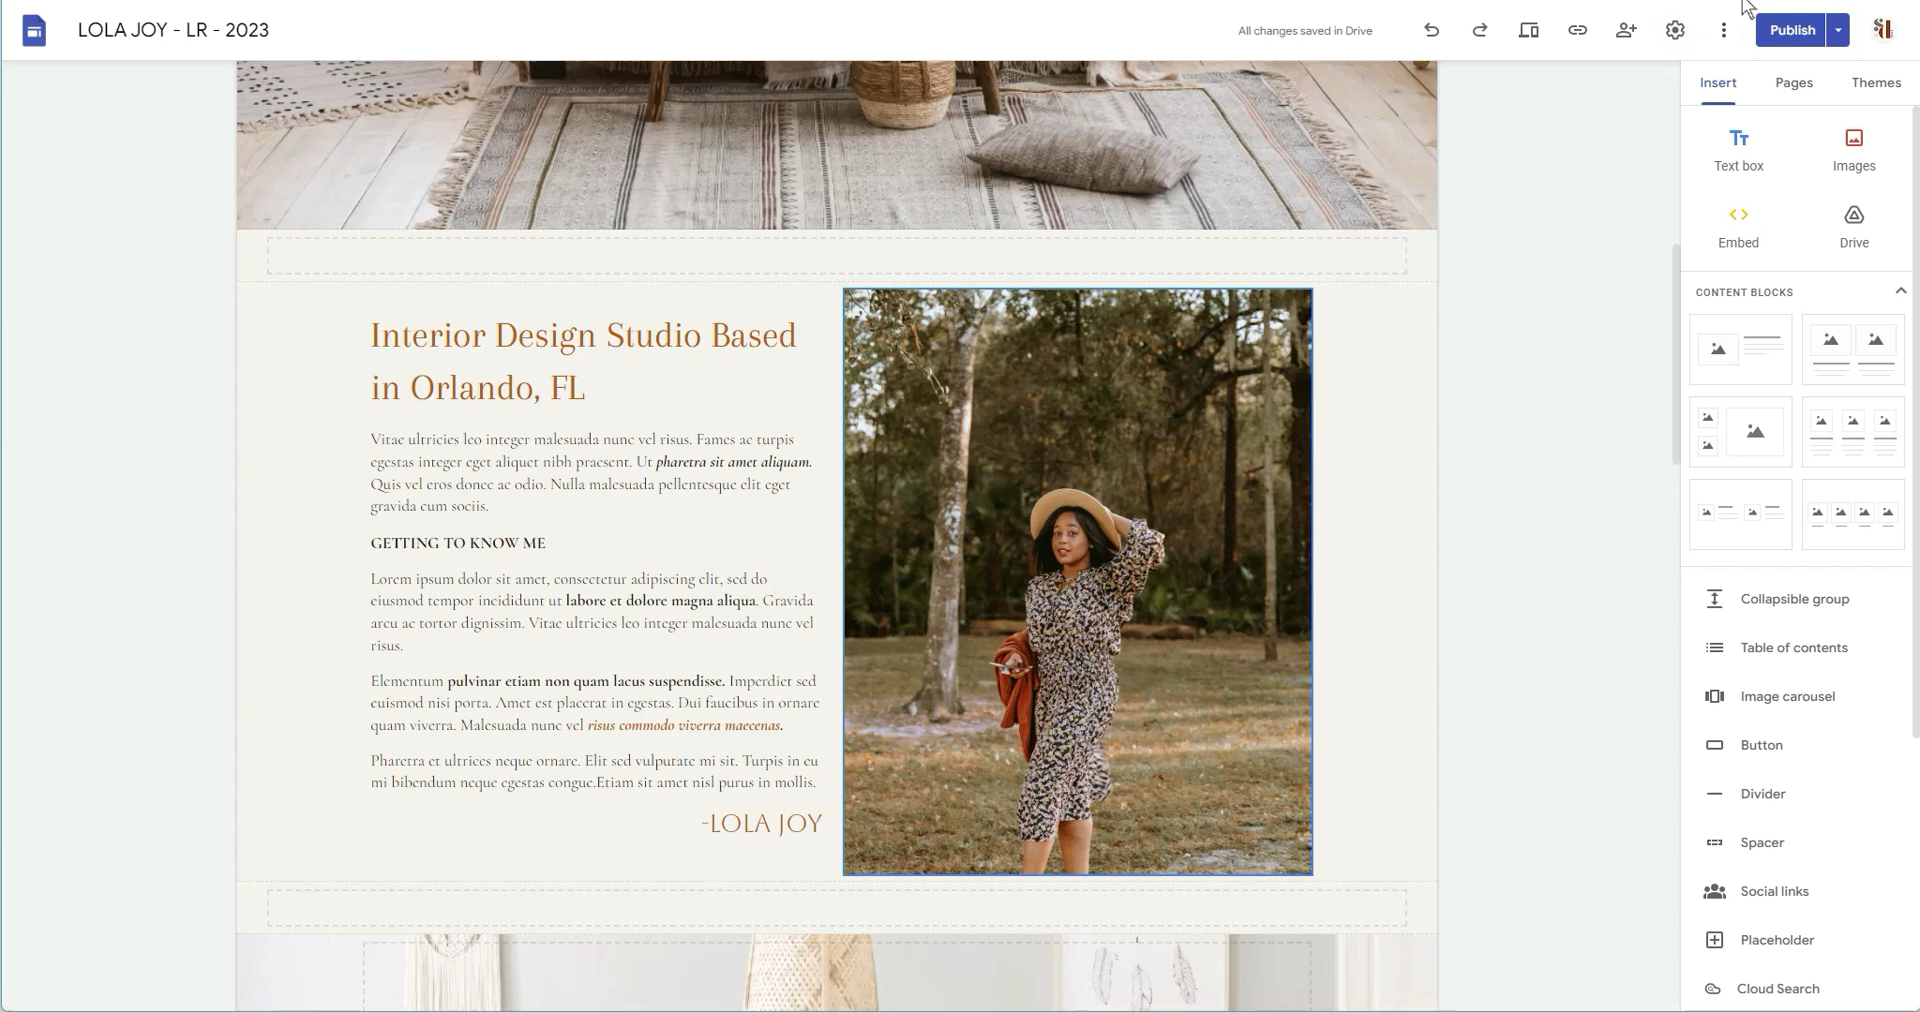 LOLA JOY - LR - 2023
All changes saved in Drive
Publish
Insert
Pages
Themes
Text box
Images
Embed
Drive
CONTENT BLOCKS
Interior Design Studio Based
in Orlando, FL
Vitae ultricies leo integer malesuada nunc vel risus. Fames ac turpis
egestas integer eget aliquet nibh praesent. Ut pharetra sit amet aliquam.
Quis vel eros donec ac odio. Nulla malesuada pellentesque elit eget
gravida cum sociis.
GETTING TO KNOW ME
Lorem ipsum dolor sit amet, consectetur adipiscing elit, sed do
eiusmod tempor incididunt ut labore et dolore magna aliqua. Gravida
arcu ac tortor dignissim. Vitae ultricies leo integer malesuada nunc vel
risus.
Elementum pulvinar etiam non quam lacus suspendisse. Imperdiet sed
euismod nisi porta. Amet est placerat in egestas. Dui faucibus in ornare
quam viverra. Malesuada nunc vel risus commodo viverra maecenas.
Pharetra et ultrices neque ornare. Elit sed vulputate mi sit. Turpis in eu
mi bibendum neque egestas congue.Etiam sit amet nisl purus in mollis.
-LOLA JOY
Collapsible group
Table of contents
Image carousel
Button
Divider
Spacer
Social links
Placeholder
Cloud Search